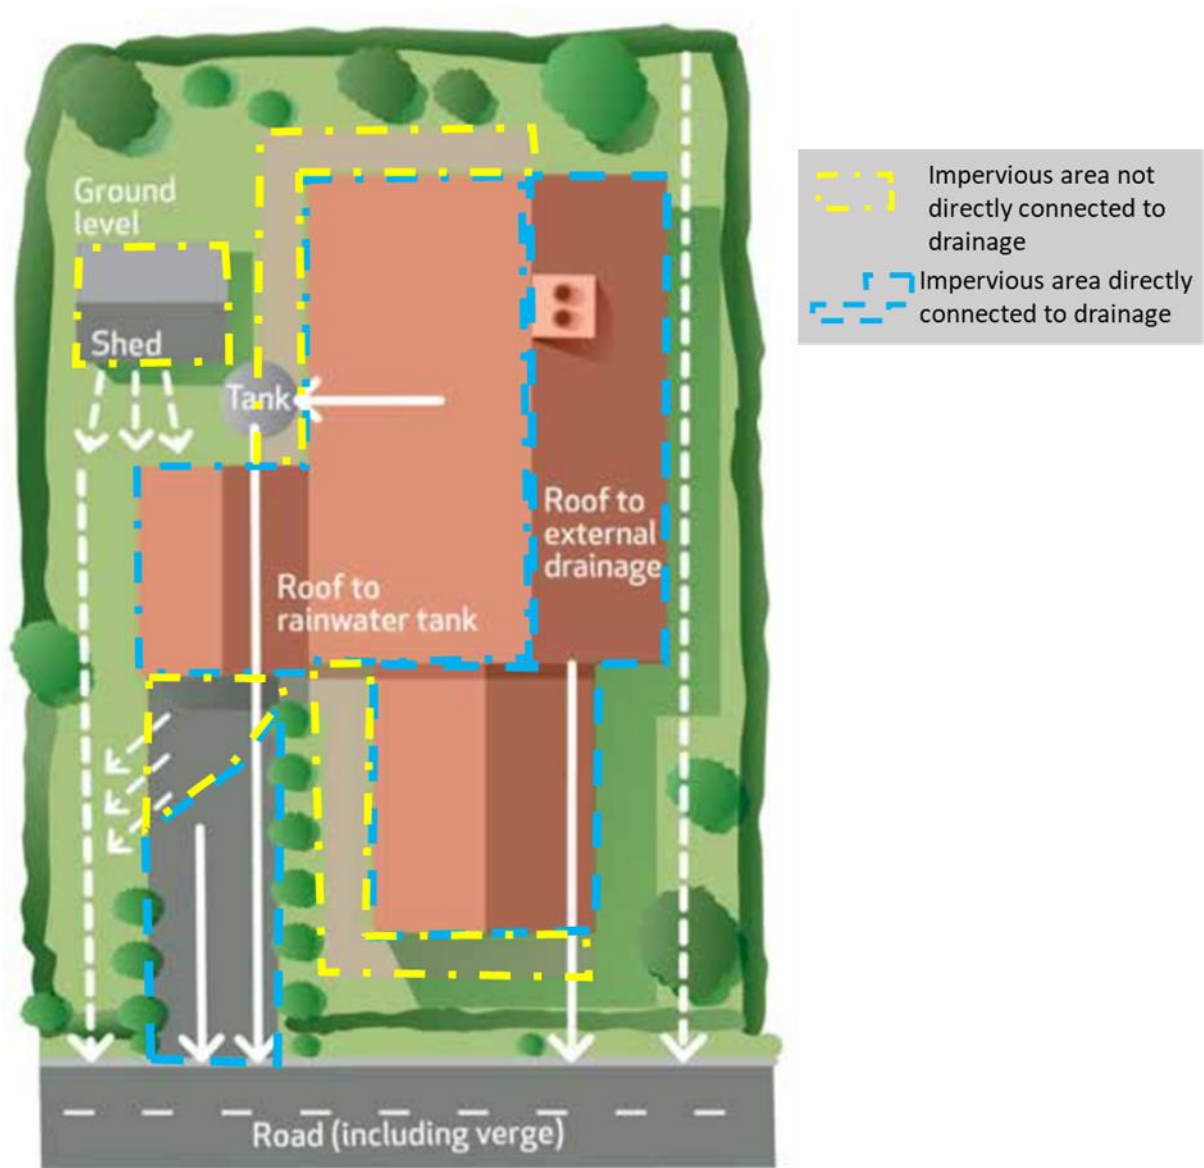 Ground
level
Shed
Tank
Roof to
external
drainage
Roof to
rainwater tank
Road (including verge)
Impervious area not
directly connected to
drainage
Impervious area directly
connected to drainage